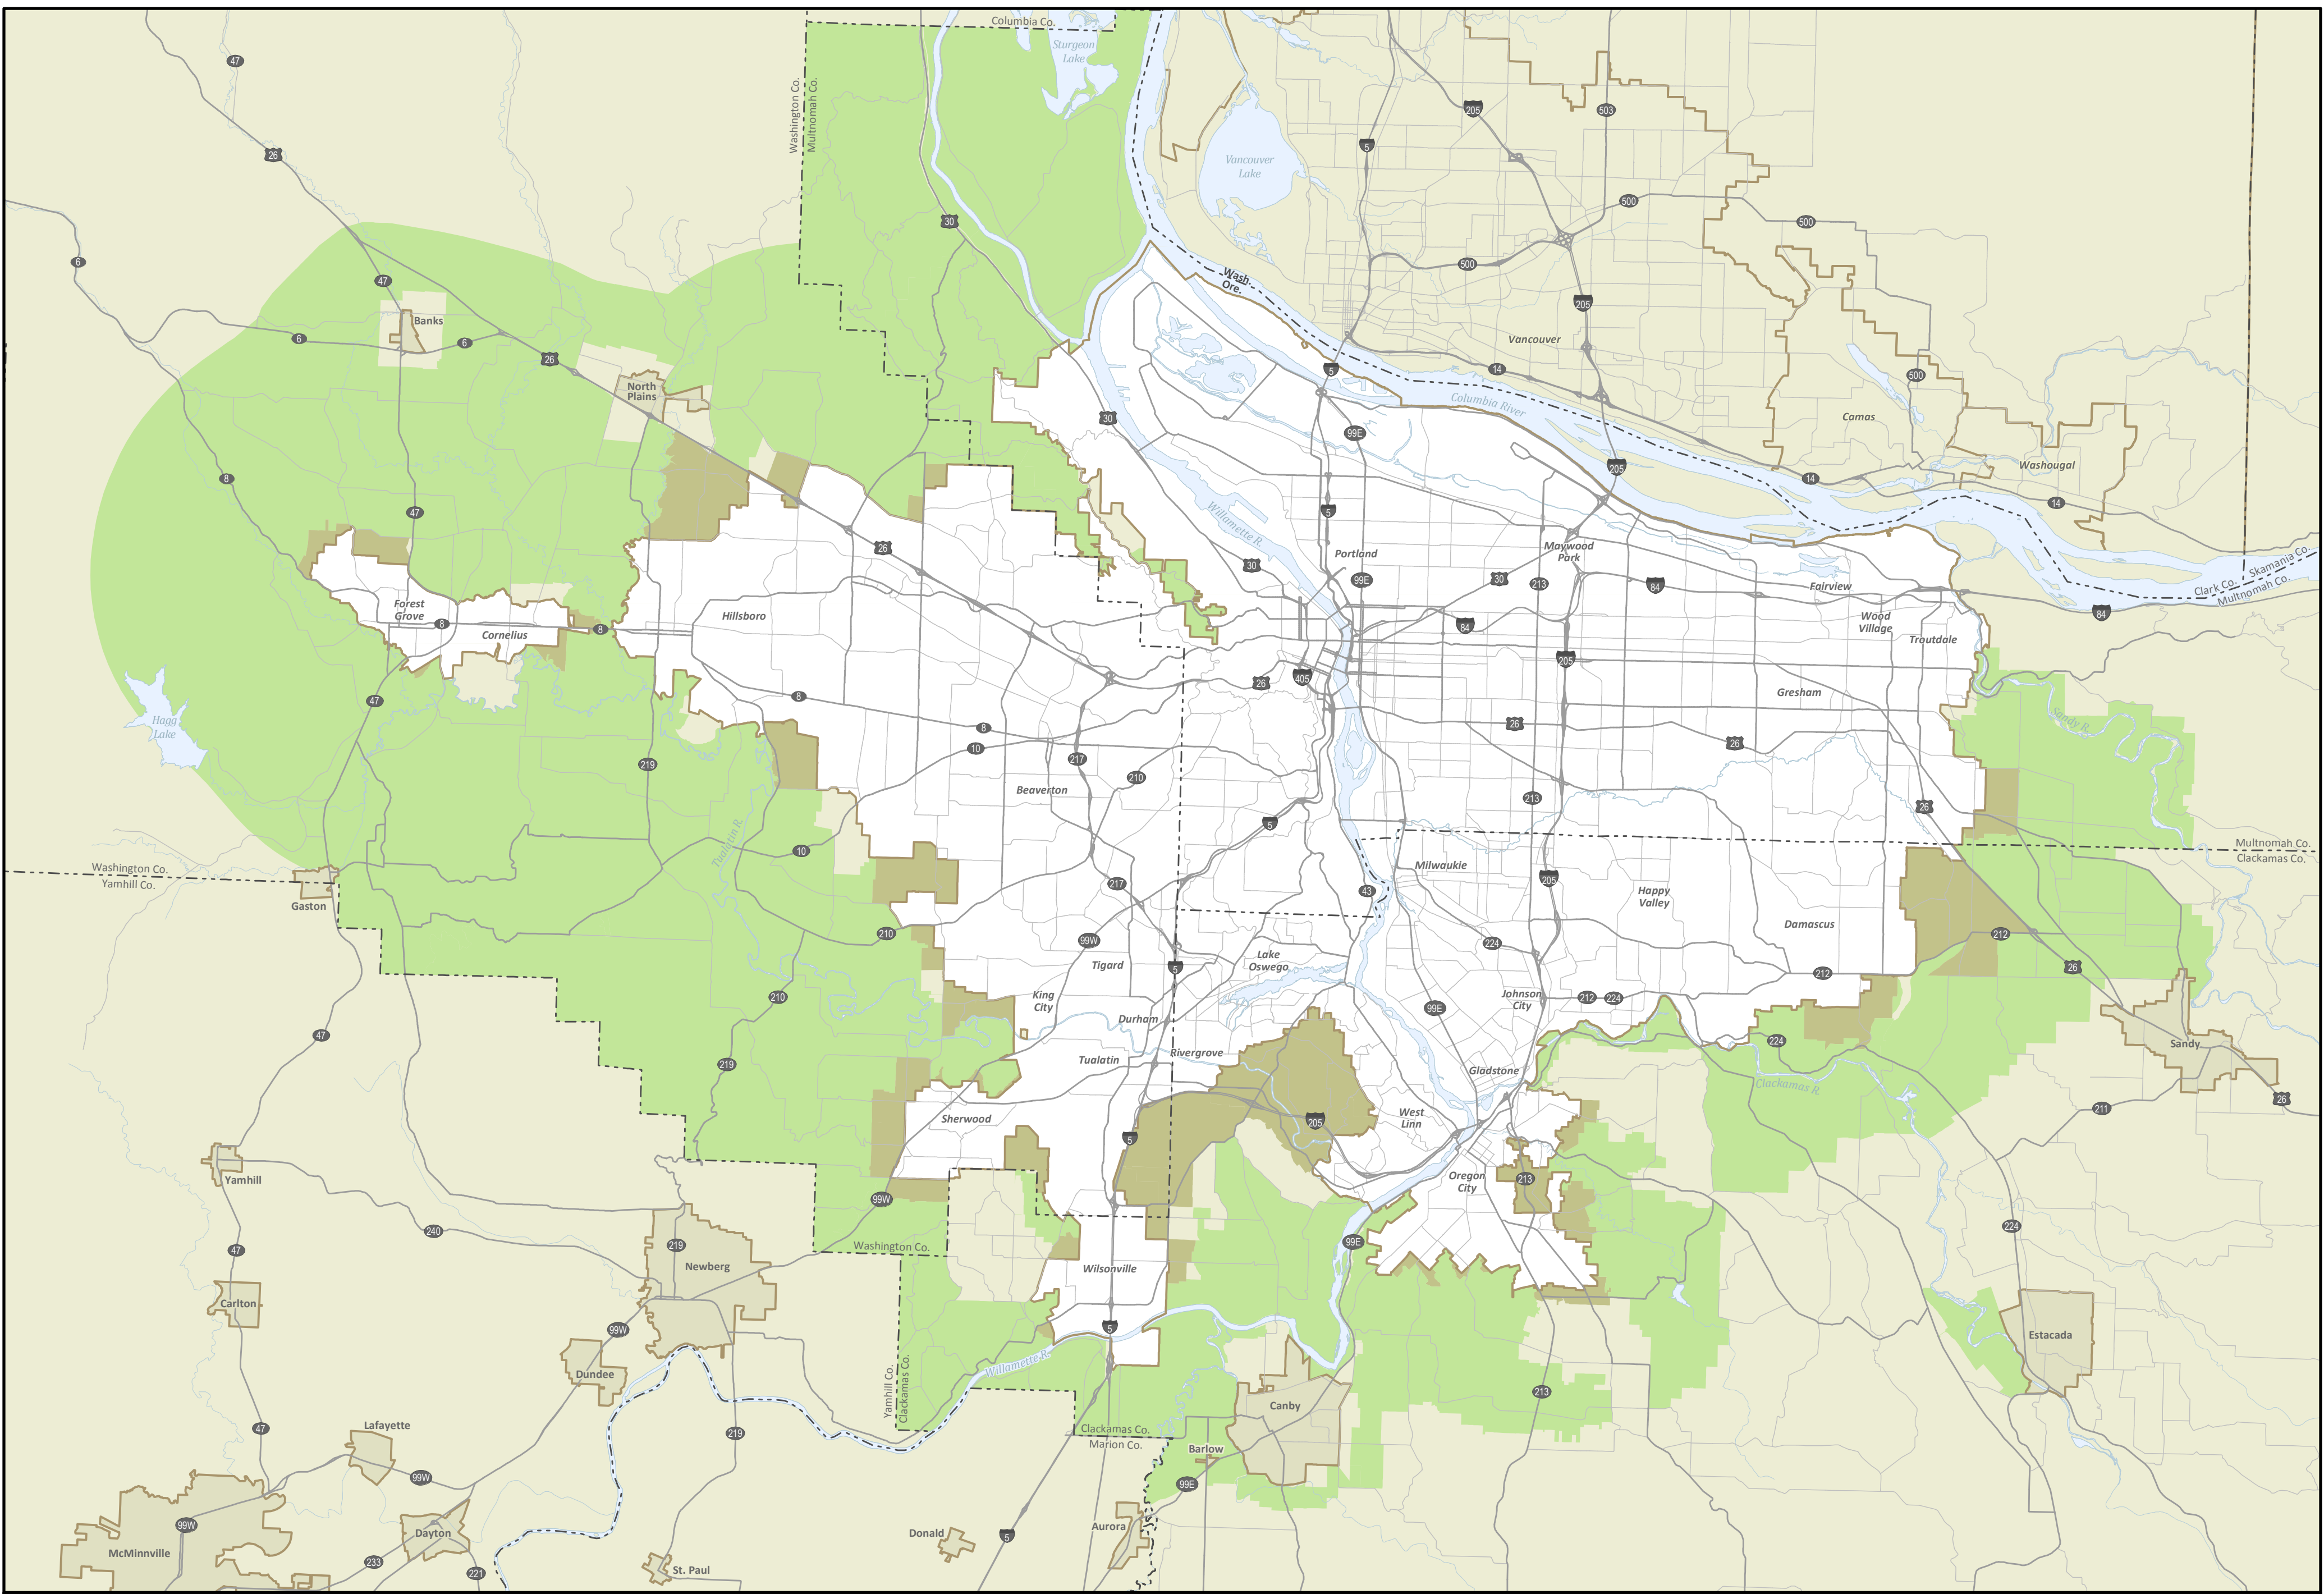 Columbia Co.
Sturgeon
Lake
47
26
Washington Co.
Multnomah Co.
205
503
5
Vancouver
Lake
30
500
500
6
47
500
Wash.
Ore.
205
Banks
6
6
26
Vancouver
North
Plains
5
14
500
Columbia River
Camas
30
99E
Washougal
205
8
14
14
47
5
Willamette R.
26
Portland
Maywood
Park
Skamania Co.
Clark Co.
Multnomah Co.
30
99E
30
213
84
Fairview
84
Forest
Grove
8
Cornelius
8
Hillsboro
84
Wood
Village
Troutdale
205
405
26
Gresham
47
8
Hagg
Lake
Sandy R.
8
10
26
26
219
217
210
Beaverton
213
26
5
Tualatin R.
10
Multnomah Co.
Clackamas Co.
Washington Co.
Yamhill Co.
Milwaukie
217
205
43
Happy
Valley
Gaston
Damascus
210
99W
224
212
Tigard
5
Lake
Oswego
26
212
210
King
City
Johnson
City
212
224
99E
Durham
47
224
Sandy
Tualatin
Rivergrove
219
Gladstone
Clackamas R.
26
211
Sherwood
West
Linn
205
5
Yamhill
Oregon
City
213
99W
240
224
47
219
Washington Co.
99E
Newberg
Wilsonville
Carlton
99W
5
Estacada
Dundee
Willamette R.
Yamhill Co.
Clackamas Co.
213
Canby
Lafayette
47
219
Clackamas Co.
Marion Co.
Barlow
99W
99E
99W
Dayton
Donald
5
Aurora
McMinnville
233
221
St. Paul